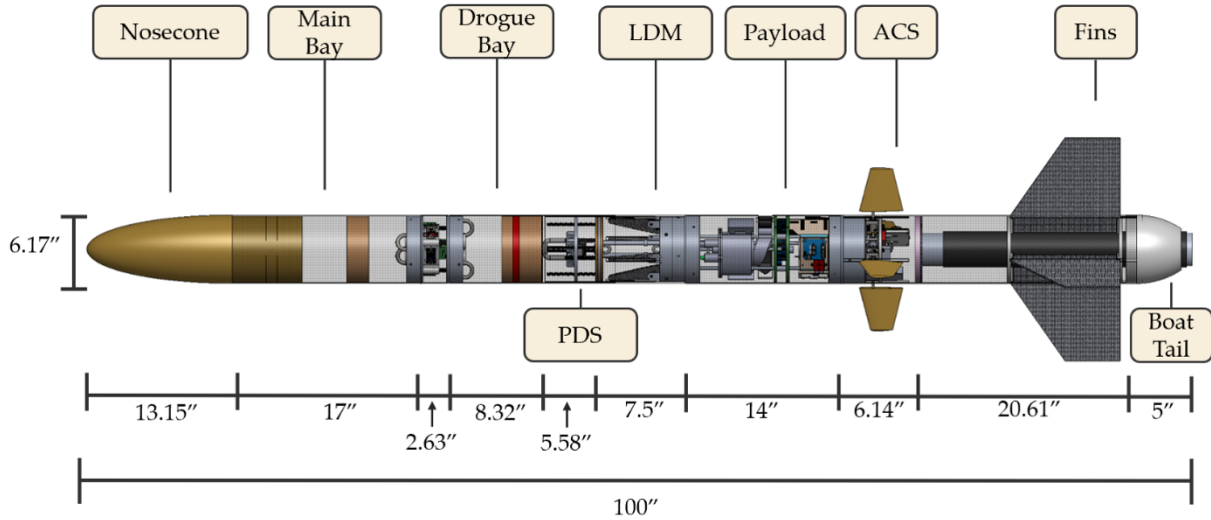 Nosecone
Main
Bay
Drogue
Bay
LDM
Payload
ACS
Fins
6.17″
PDS
Boat
Tail
13.15″
17″
2.63″
8.32″
5.58″
7.5″
14″
6.14″
20.61″
5″
100″